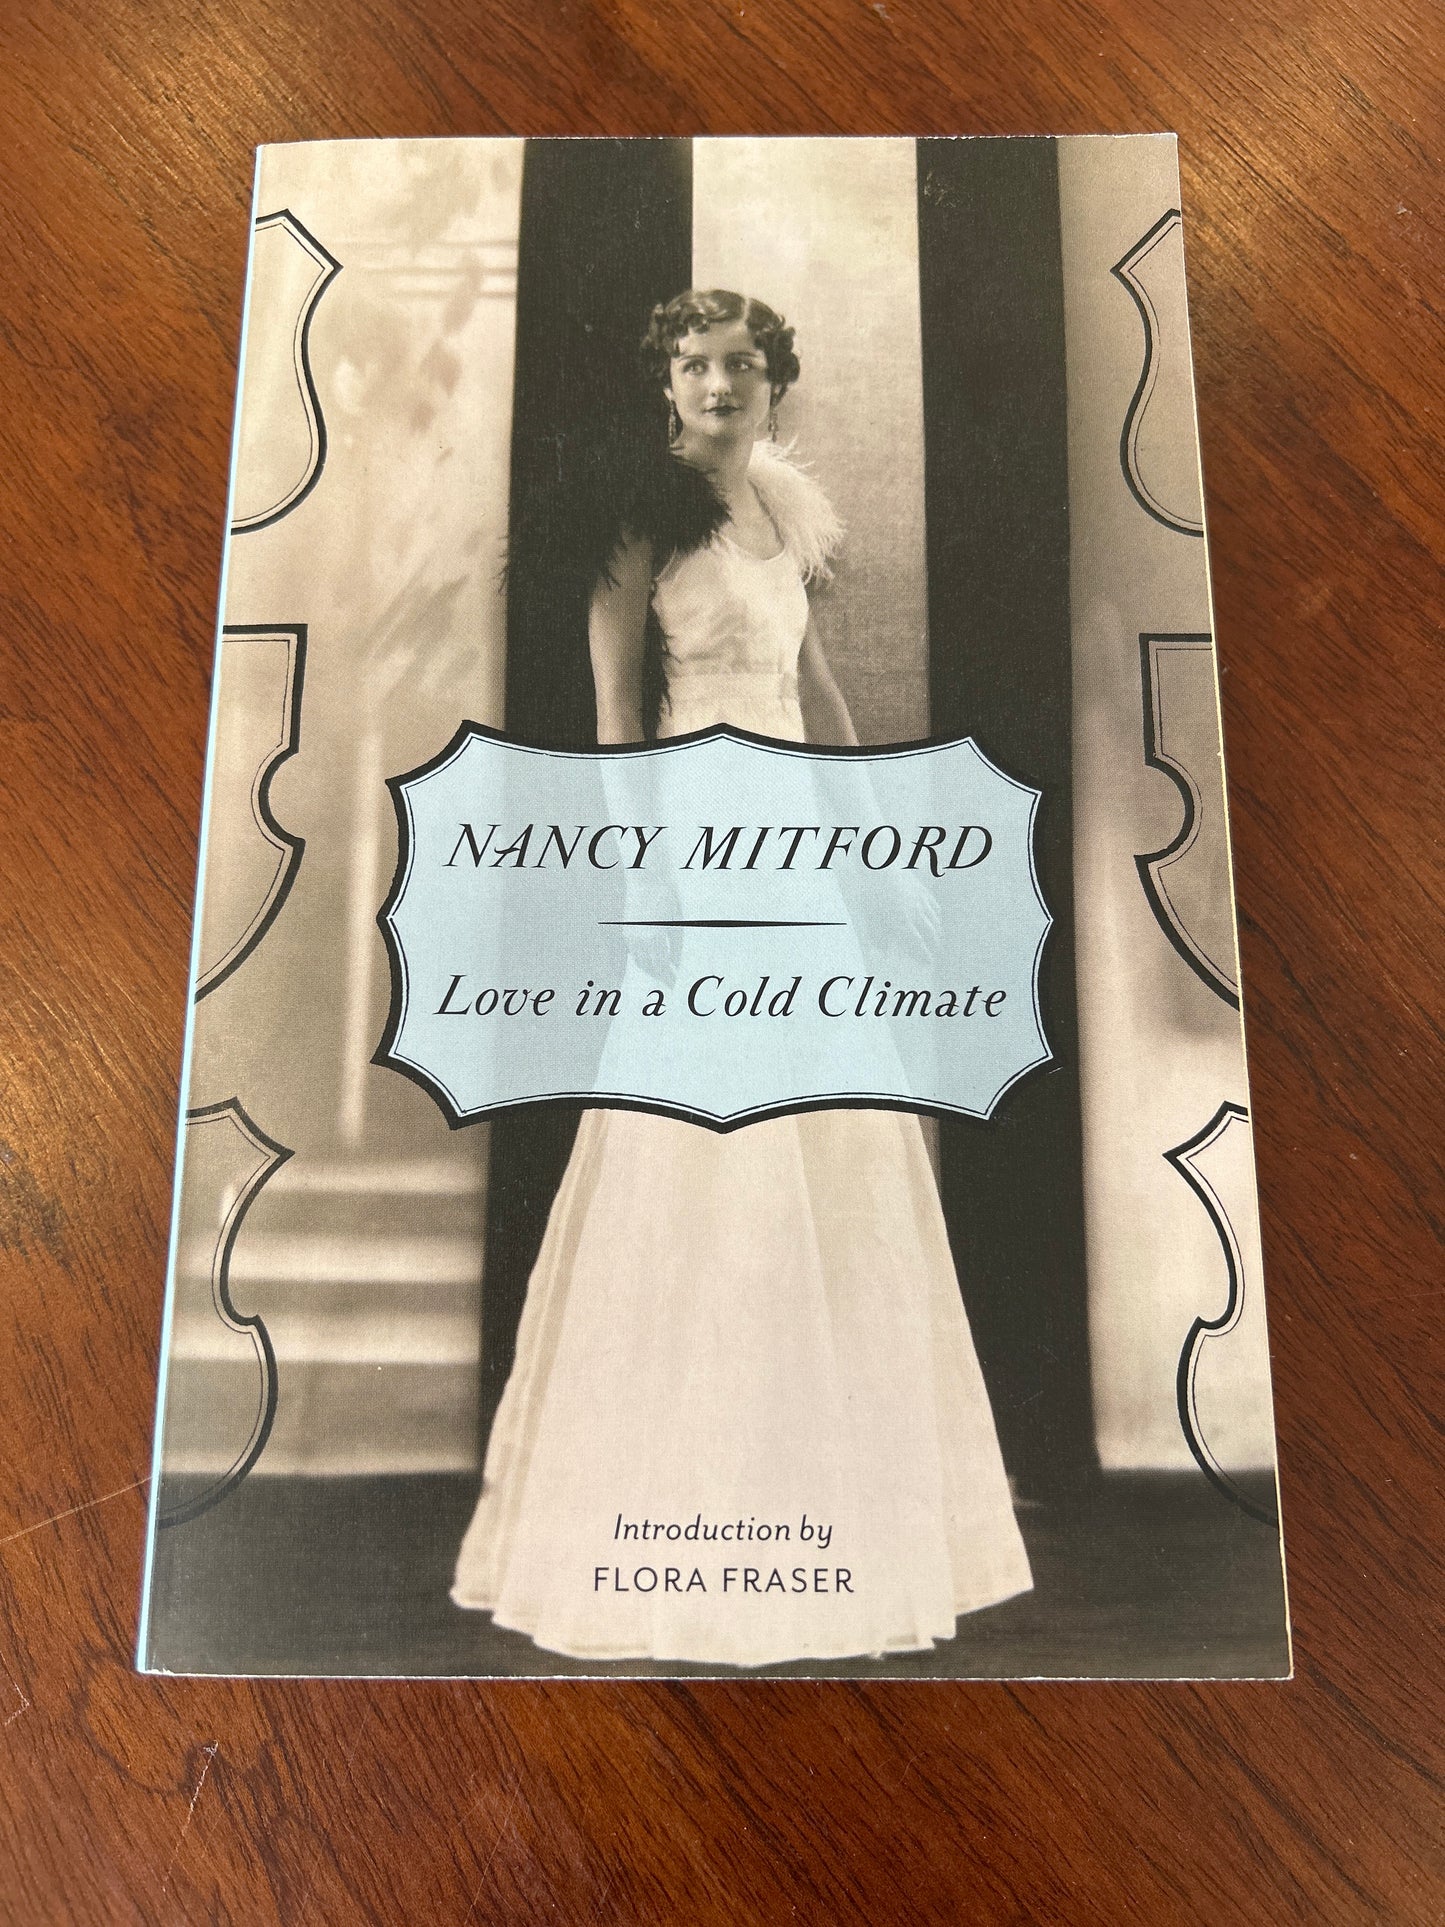 NANCY MITFORD
Love in a Cold Climate
Introduction by
FLORA FRASER